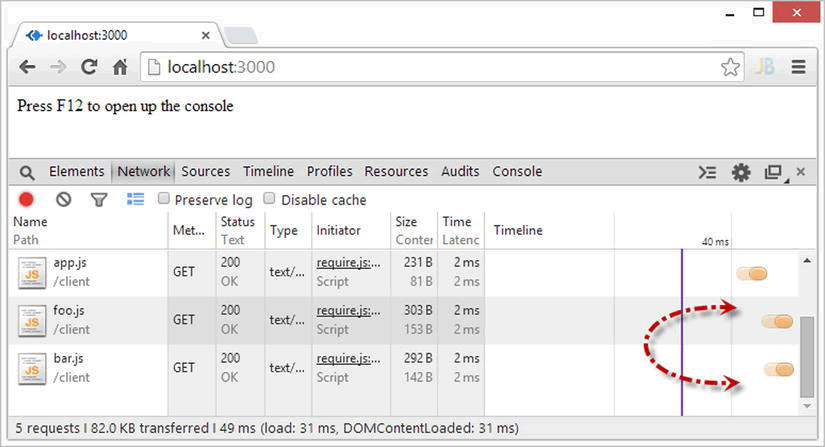 localhost:3000
localhost:3000
JB
Press F12 to open up the console
Elements Network Sources Timeline Profiles Resources Audits Console
Preserve log Disable cache
Name Met... Status Type Initiator Size Time Timeline
Path Text Conter Latenc 40 ms
app.js GET 200 text/... require.js:... 231 B 2 ms
/client OK Script 81 B 2 ms
foo.js GET 200 text/... require.js:... 303 B 2 ms
/client OK Script 153 B 2 ms
bar.js GET 200 text/... require.js:... 292 B 2 ms
/client OK Script 142 B 2 ms
JS
JS
JS
5 requests I 82.0 KB transferred I 49 ms (load: 31 ms, DOMContentLoaded: 31 ms)